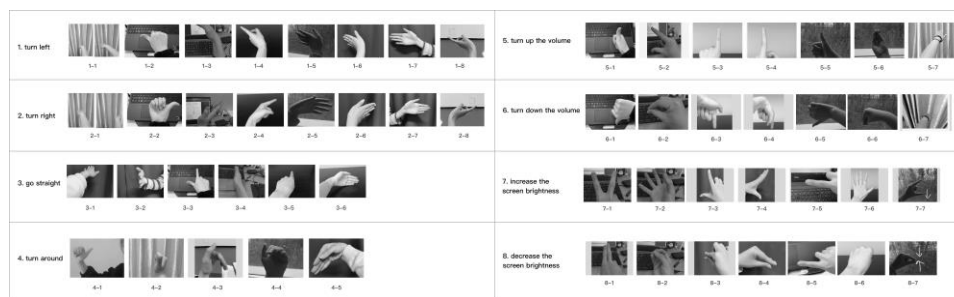 1. turn left
1-1 1-2 1-3 1-4 1-5 1-6 1-7 1-8
2. turn right
2-1 2-2 2-3 2-4 2-5 2-6 2-7 2-8
3. go straight
3-1 3-2 3-3 3-4 3-5 3-6
4. turn around
4-1 4-2 4-3 4-4 4-5
5. turn up the volume
5-1 5-2 5-3 5-4 5-5 5-6 5-7
6. turn down the volume
6-1 6-2 6-3 6-4 6-5 6-6 6-7
7. increase the
screen brightness
7-1 7-2 7-3 7-4 7-5 7-6 7-7
8. decrease the
screen brightness
8-1 8-2 8-3 8-4 8-5 8-6 8-7